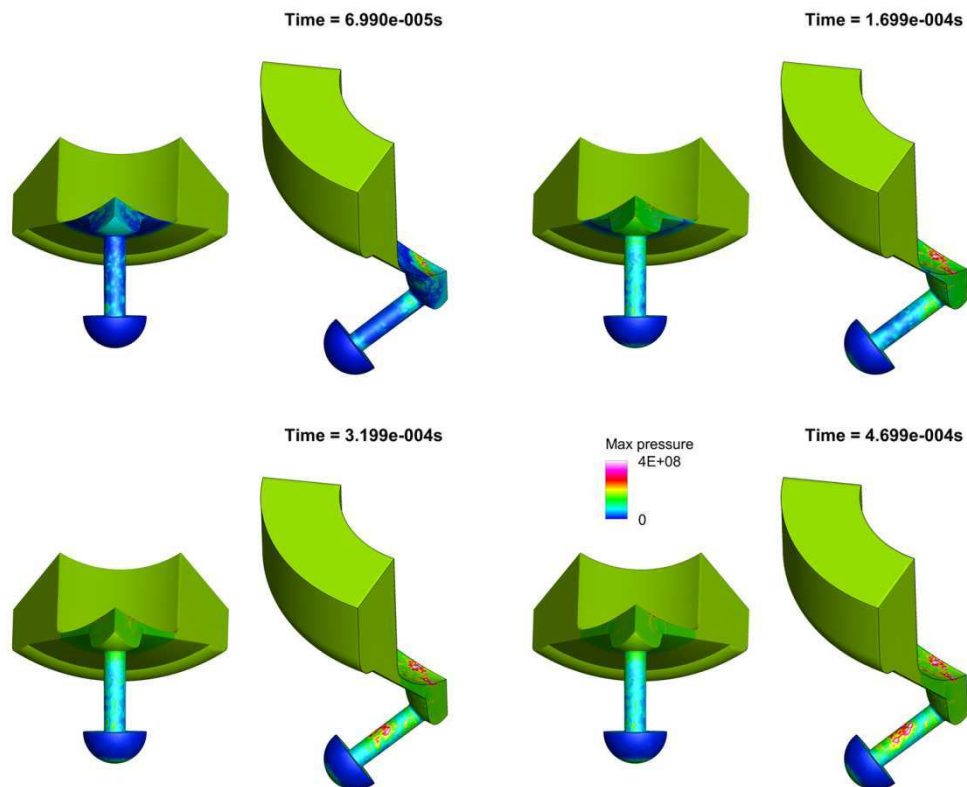 Time = 6.990e-005s
Time = 1.699e-004s
Time = 3.199e-004s
Max pressure
4E+08
0
Time = 4.699e-004s